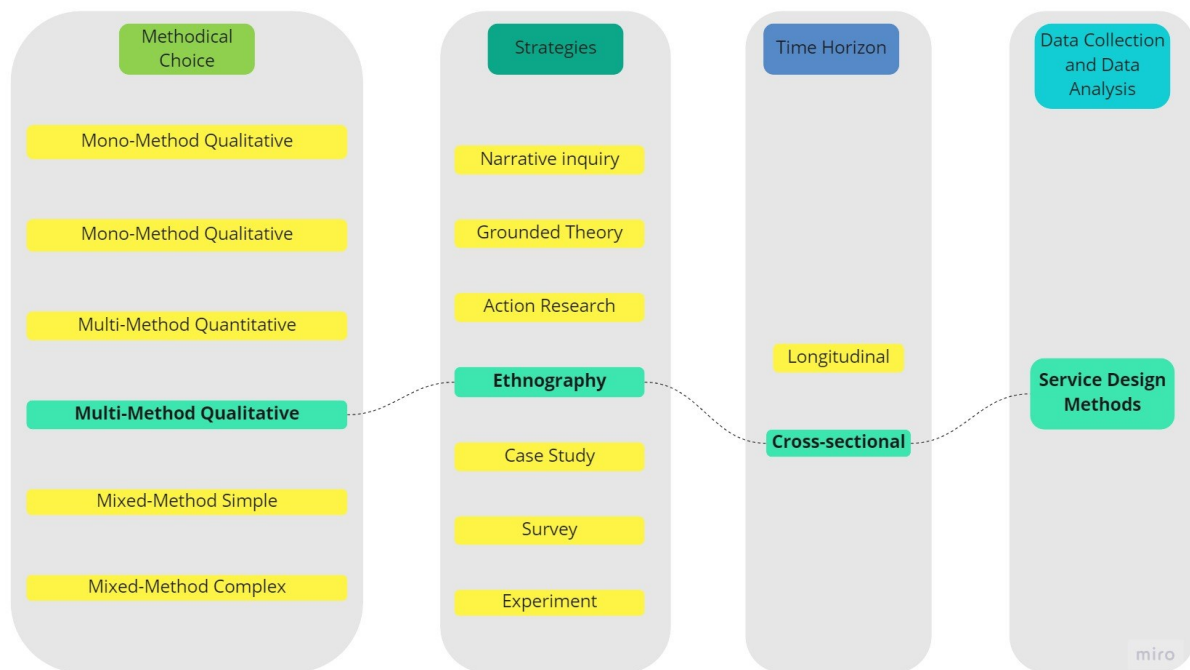 Methodical
Choice
Mono-Method Qualitative
Mono-Method Qualitative
Multi-Method Quantitative
Multi-Method Qualitative
Mixed-Method Simple
Mixed-Method Complex
Strategies
Narrative inquiry
Grounded Theory
Action Research
Ethnography
Case Study
Survey
Experiment
Time Horizon
Longitudinal
Cross-sectional
Data Collection
and Data
Analysis
Service Design
Methods
miro